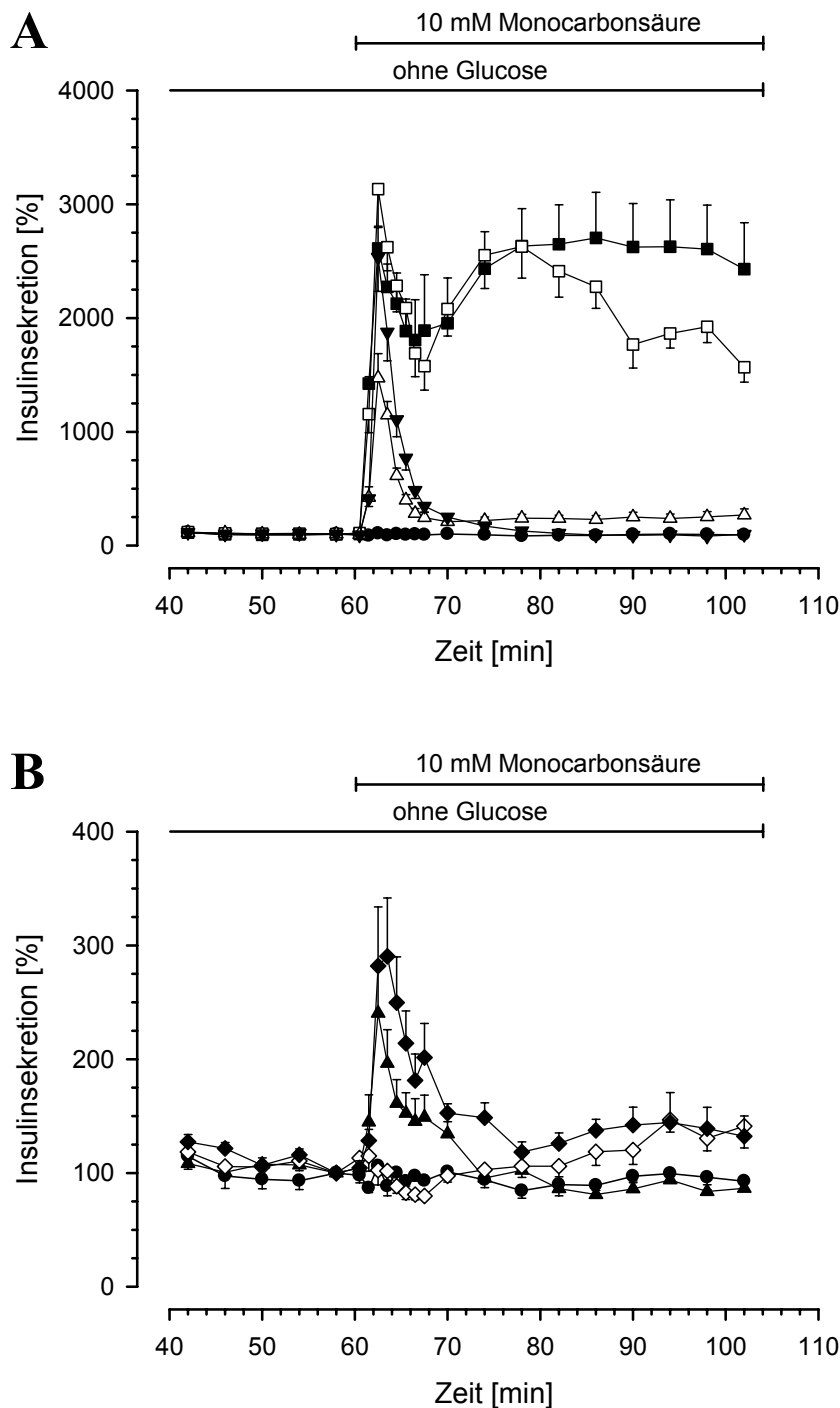 A
10 mM Monocarbonsäure
ohne Glucose
4000
3000
2000
1000
0
Insulinsekretion [%]
40 50 60 70 80 90 100 110
Zeit [min]
B
10 mM Monocarbonsäure
ohne Glucose
400
300
200
100
0
Insulinsekretion [%]
40 50 60 70 80 90 100 110
Zeit [min]